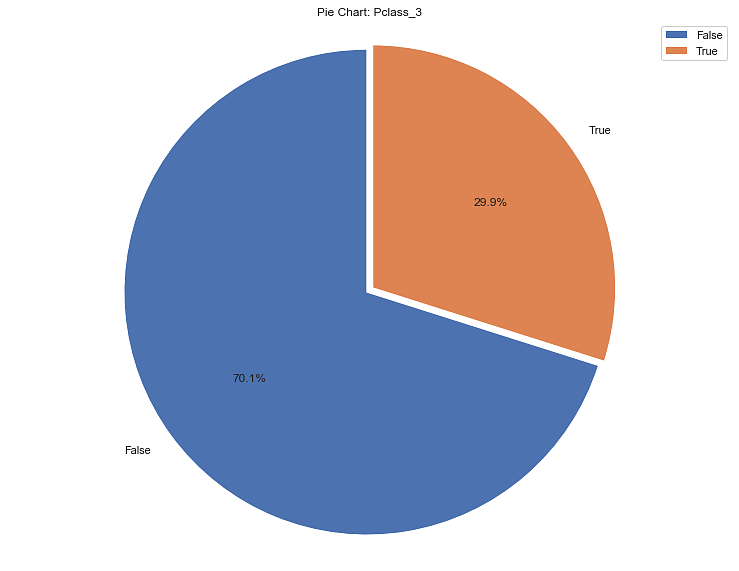 Pie Chart: Pclass_3
False
True
True
29.9%
70.1%
False